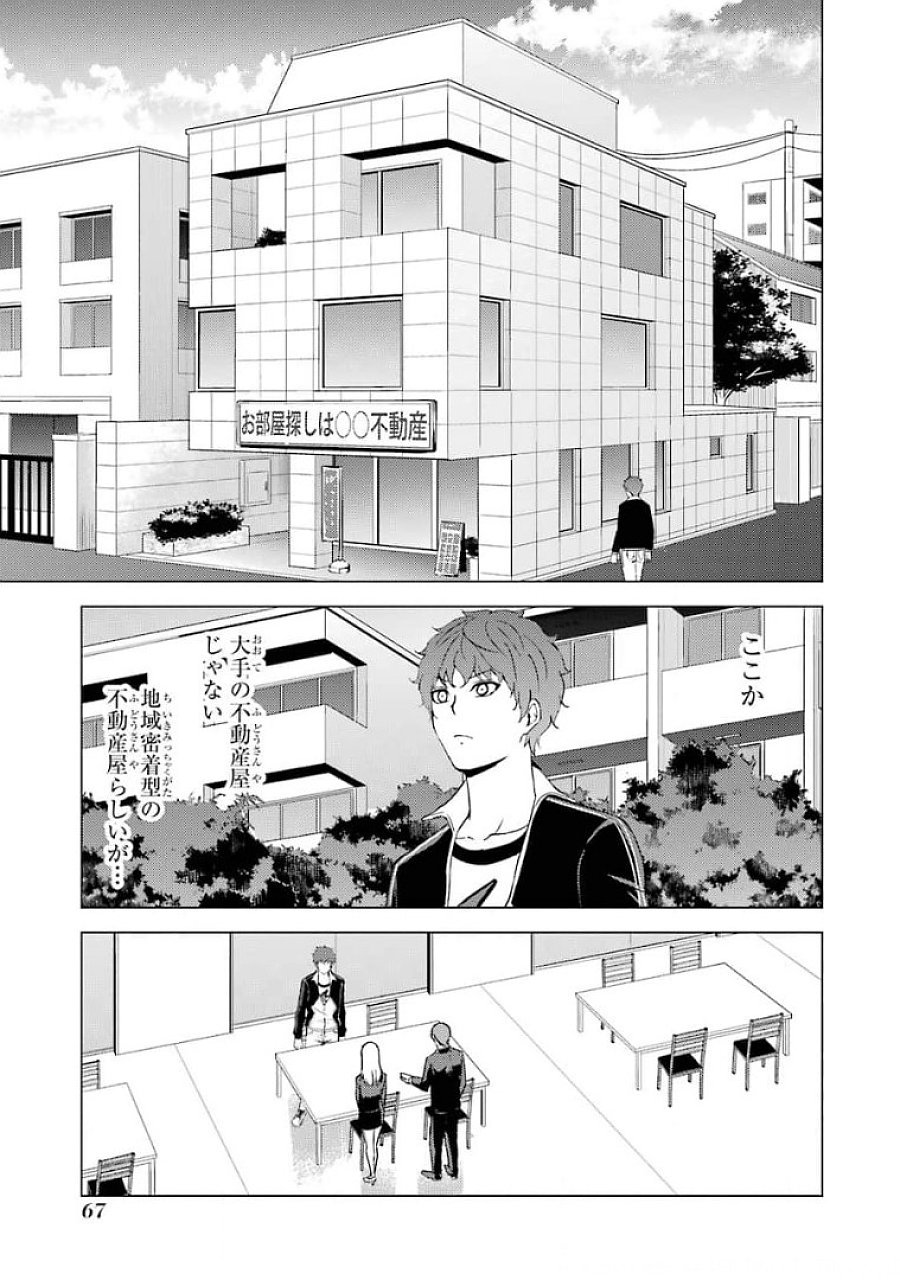 お部屋探しは〇〇不動産
ここか
大手の不動産屋
じゃない
地域密着型の
不動産屋らしいが…
67